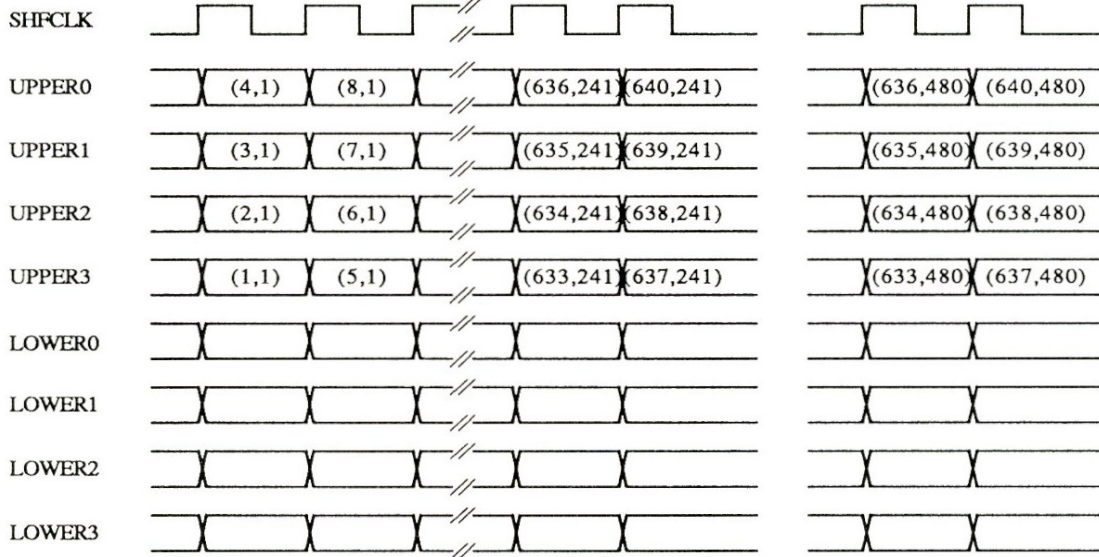 SHFCLK
UPPER0 (4,1) (8,1) (636,241) (640,241) (636,480) (640,480)
UPPER1 (3,1) (7,1) (635,241) (639,241) (635,480) (639,480)
UPPER2 (2,1) (6,1) (634,241) (638,241) (634,480) (638,480)
UPPER3 (1,1) (5,1) (633,241) (637,241) (633,480) (637,480)
LOWER0
LOWER1
LOWER2
LOWER3